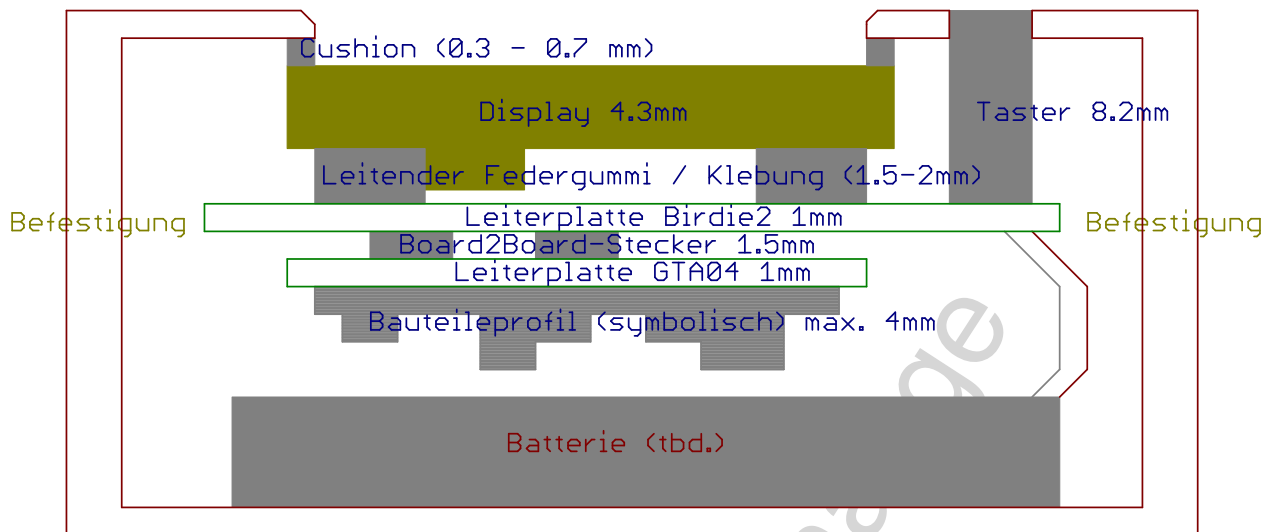 Cushion (0.3 - 0.7 mm)
Display 4.3mm
Taster 8.2mm
Leitender Federgummi / Klebung (1.5-2mm)
Befestigung
Leiterplatte Birdie2 1mm
Befestigung
Board2Board-Stecker 1.5mm
Leiterplatte GTA04 1mm
Bauteileprofil (symbolisch) max. 4mm
Batterie (tbd.)